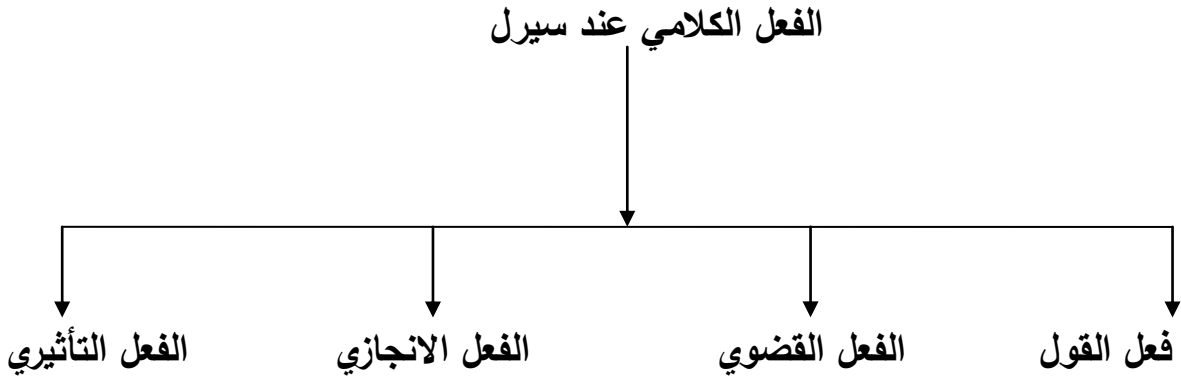 الفعل الكلامي عند سيرل
فعل القول الفعل القضوي الفعل الانجازي الفعل التأثيري